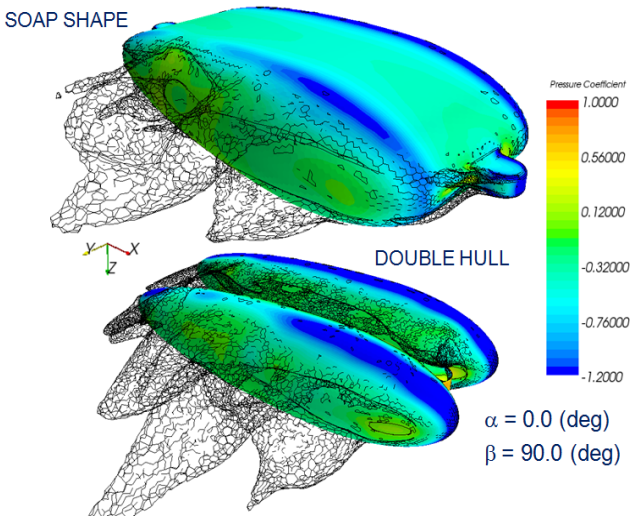 SOAP SHAPE
Pressure Coefficient
1.0000
0.56000
0.12000
-0.32000
-0.76000
-1.2000
Y X
Z
DOUBLE HULL
α = 0.0 (deg)
β = 90.0 (deg)